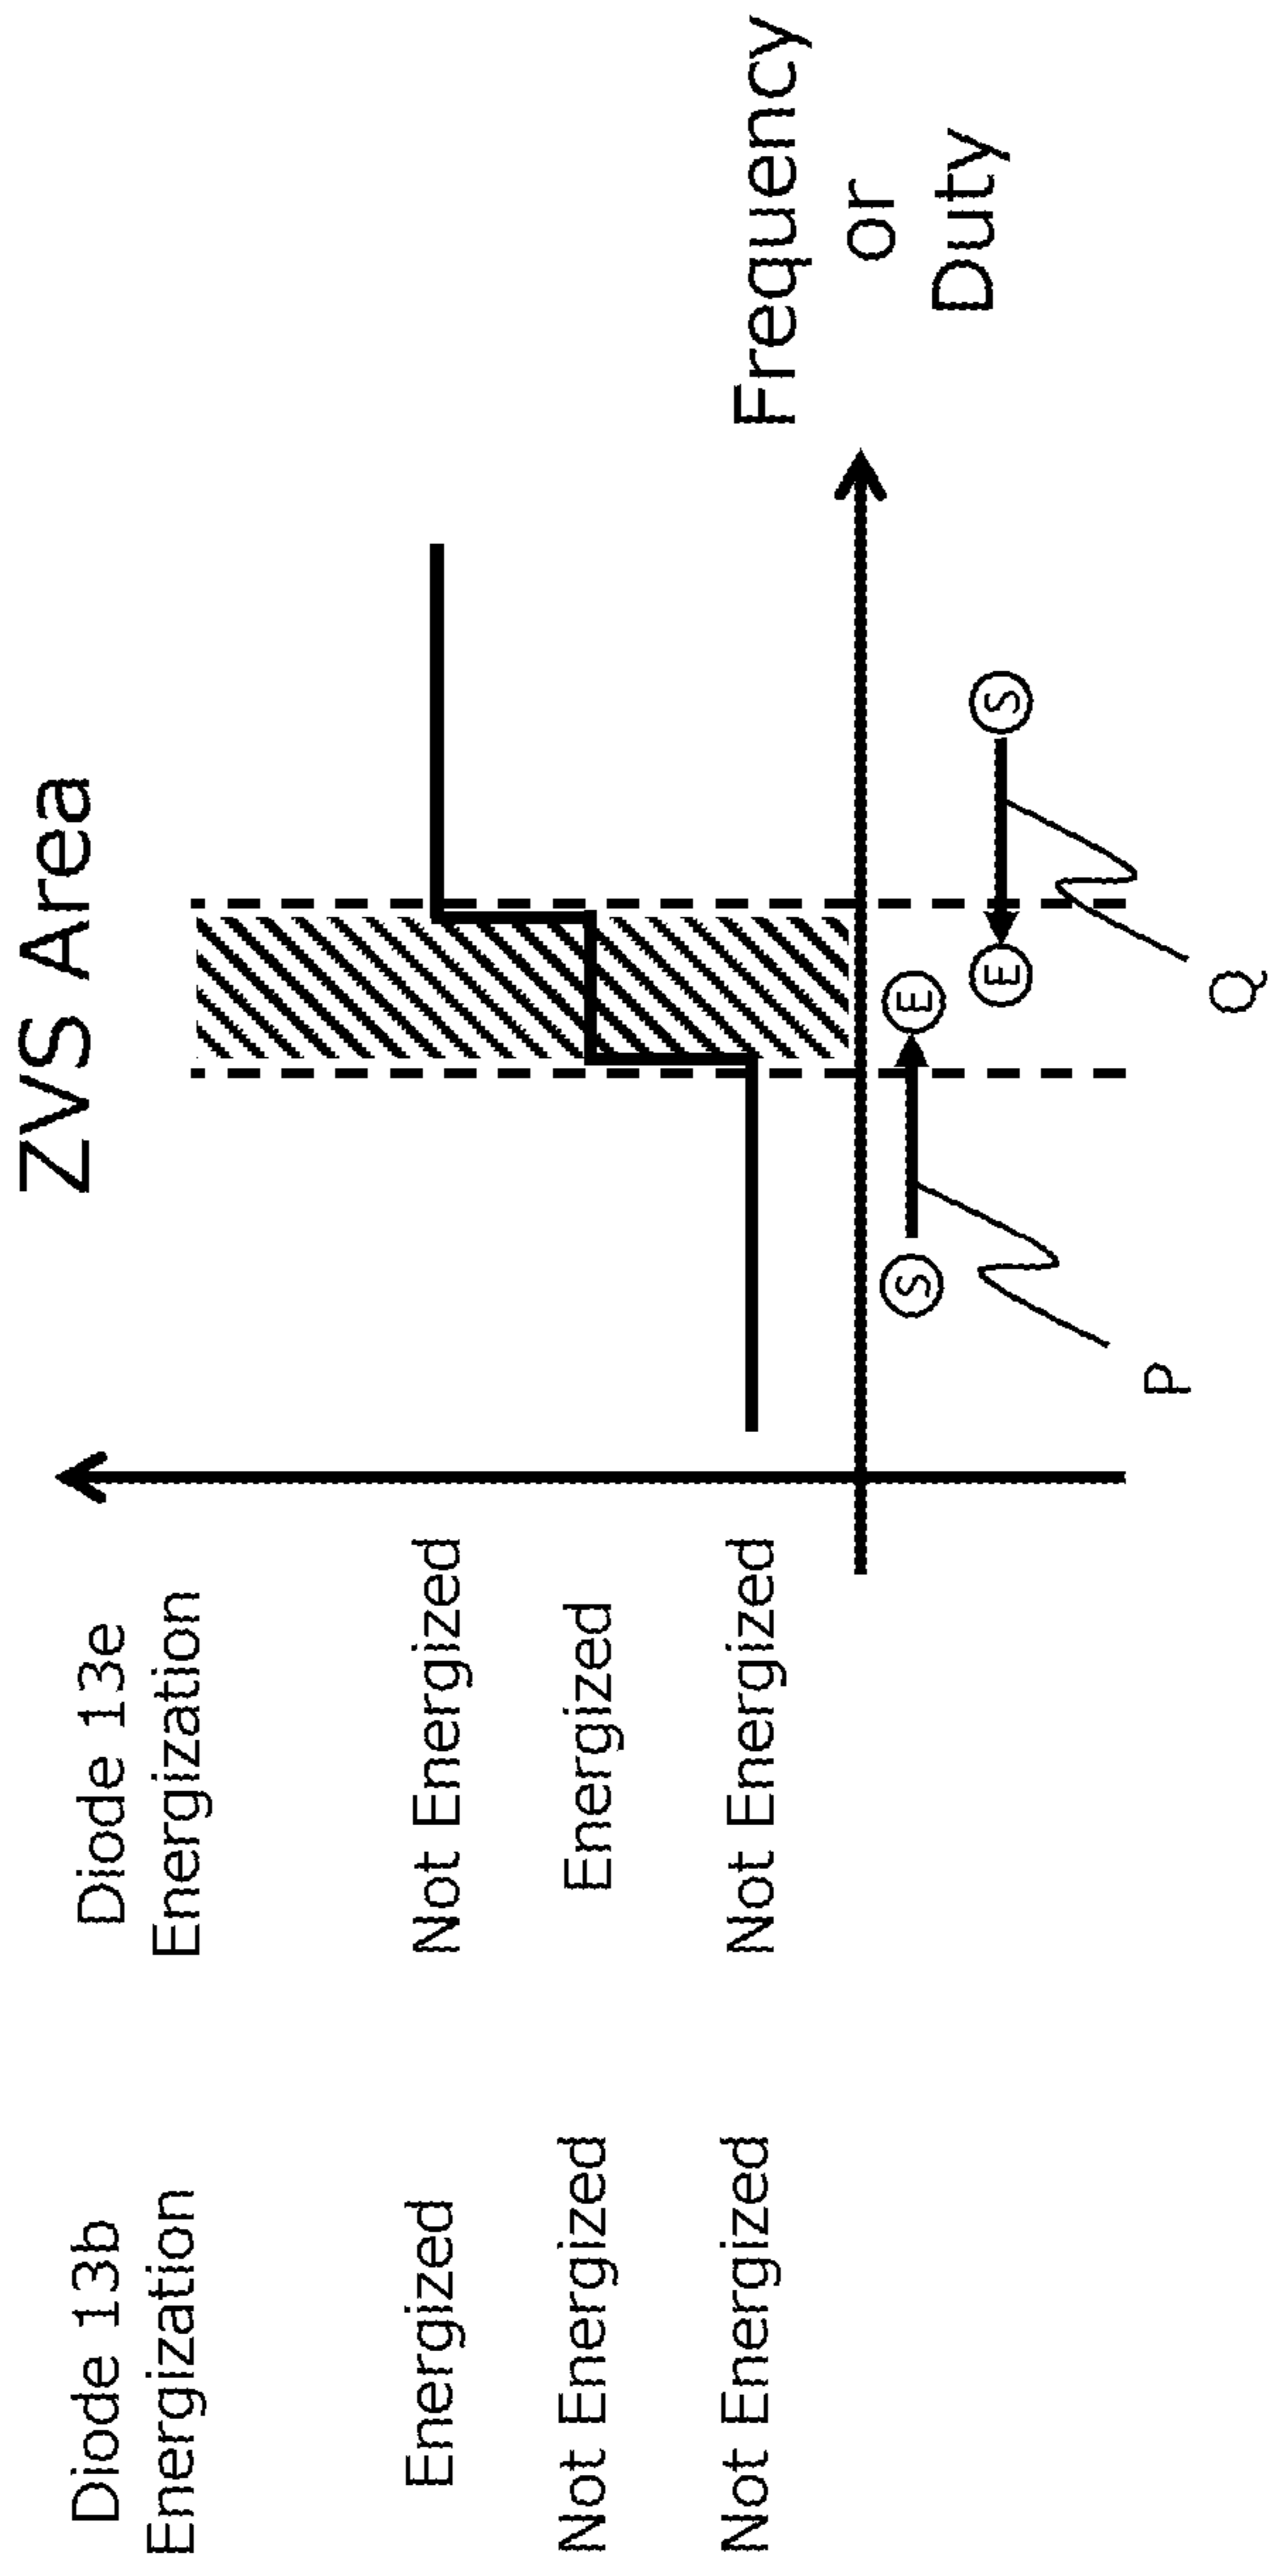 ZVS Area
Diode 13b
Energization
Diode 13e
Energization
Energized
Not Energized
Not Energized
Energized
Not Energized
Not Energized
Frequency
or
Duty
S
E
E
S
P
Q